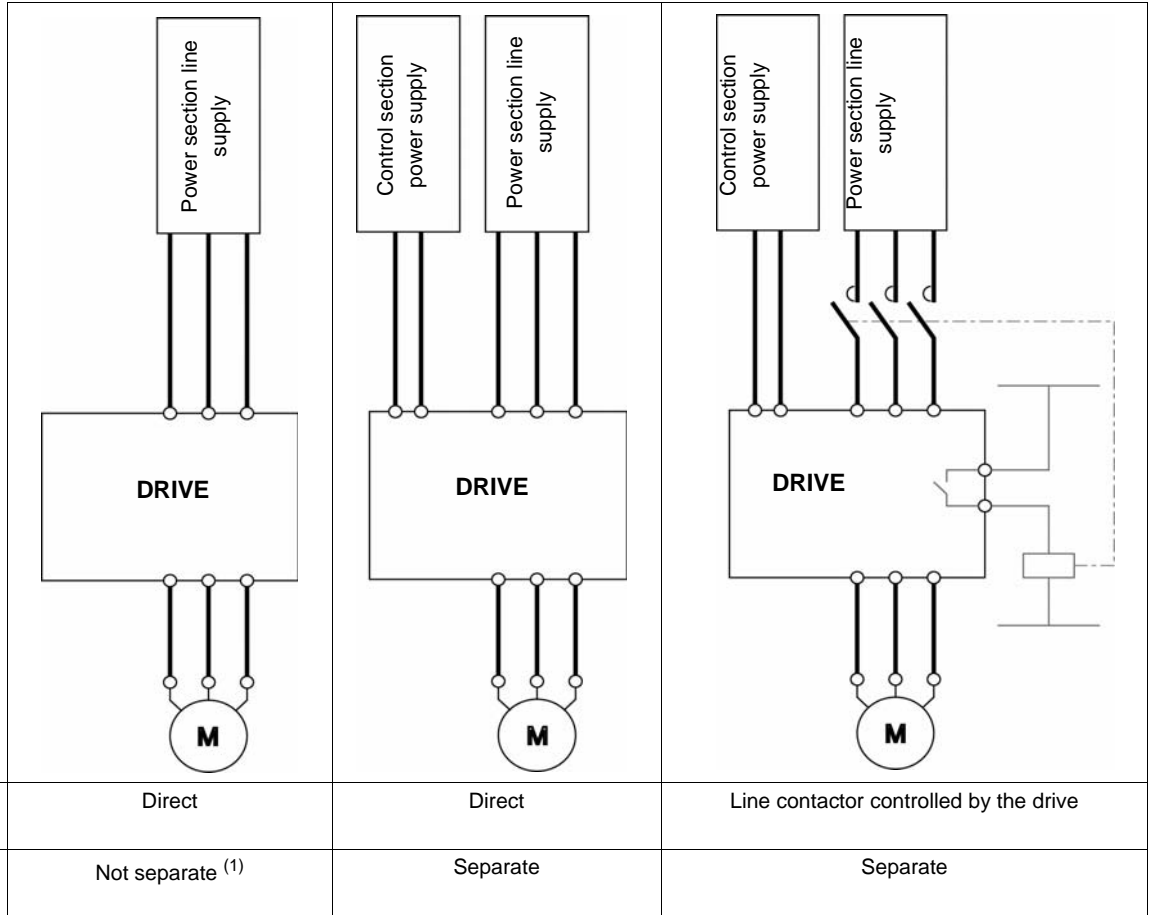 Power section line
supply
Control section
power supply
Power section line
supply
Control section
power supply
Power section line
supply
DRIVE
DRIVE
DRIVE
M
M
M
Direct
Direct
Line contactor controlled by the drive
Not separate (1)
Separate
Separate